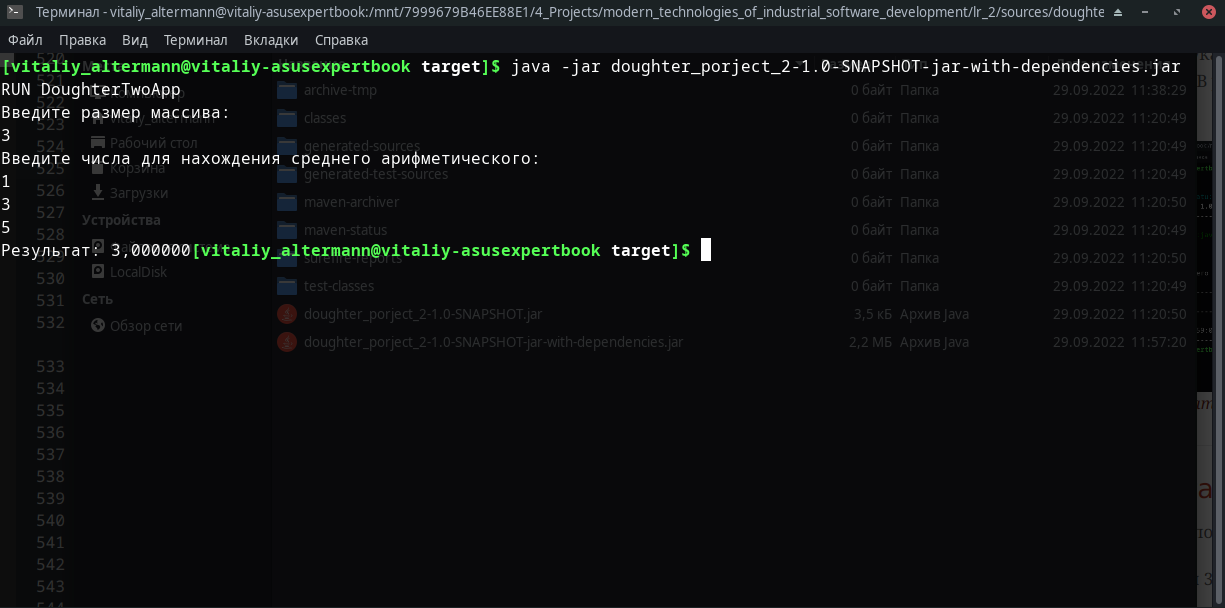 Терминал - vitaliy_altermann@vitaliy-asusexpertbook:/mnt/7999679B46EE88E1/4_Projects/modern_technologies_of_industrial_software_development/lr_2/sources/doughte
Файл Правка Вид Терминал Вкладки Справка
[vitaliy_altermann@vitaliy-asusexpertbook target]$ java -jar doughter_porject_2-1.0-SNAPSHOT-jar-with-dependencies.jar
RUN DoughterTwoApp
Введите размер массива:
3
Введите числа для нахождения среднего арифметического:
1
3
5
Результат: 3,000000[vitaliy_altermann@vitaliy-asusexpertbook target]$
522
523
524
525
526
527
528
530
531
532
533
534
535
536
537
538
539
540
541
542
543
Рабочий стол
Корзина
Загрузки
Устройства
LocalDisk
Сеть
Обзор сети
archive-tmp 0 байт Папка 29.09.2022 11:38:29
classes 0 байт Папка 29.09.2022 11:20:49
generated-sources 0 байт Папка 29.09.2022 11:20:49
generated-test-sources 0 байт Папка 29.09.2022 11:20:49
maven-archiver 0 байт Папка 29.09.2022 11:20:50
maven-status 0 байт Папка 29.09.2022 11:20:49
surefire-reports 0 байт Папка 29.09.2022 11:20:50
test-classes 0 байт Папка 29.09.2022 11:20:49
doughter_porject_2-1.0-SNAPSHOT.jar 3,5 кБ Архив Java 29.09.2022 11:20:50
doughter_porject_2-1.0-SNAPSHOT-jar-with-dependencies.jar 2,2 МБ Архив Java 29.09.2022 11:57:20